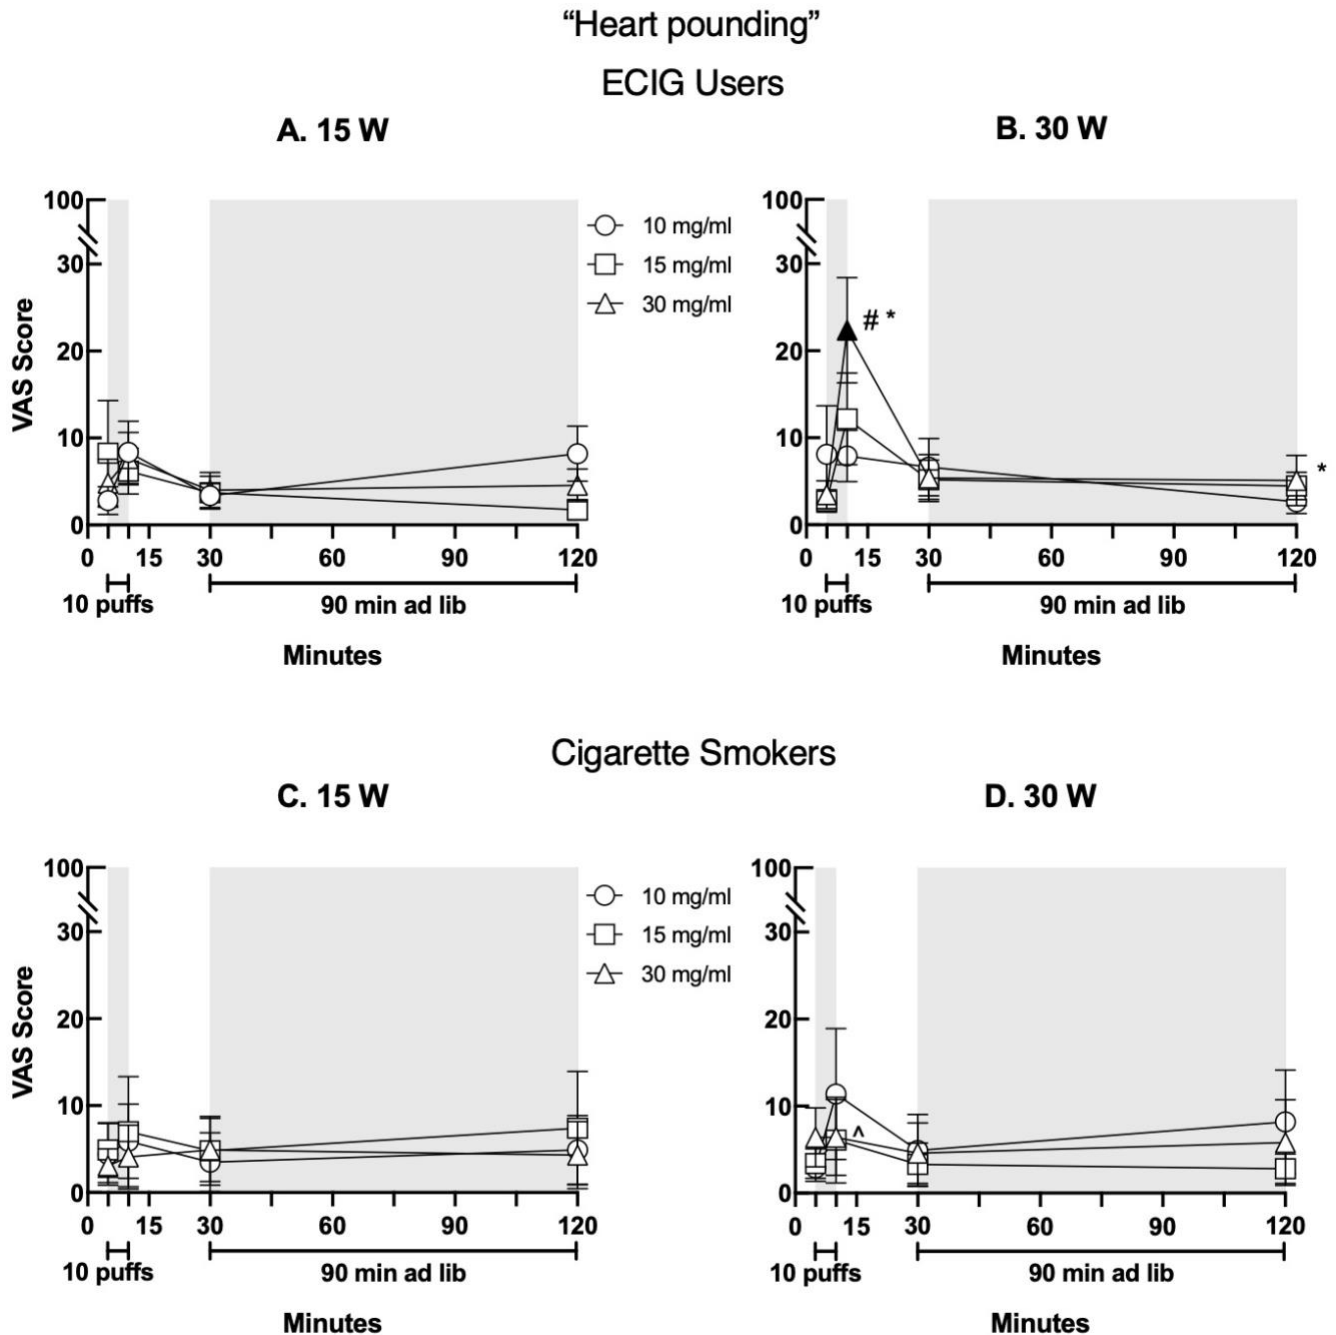 “Heart pounding”
ECIG Users
A. 15 W
B. 30 W
100
30
20
10
0
VAS Score
0 15 30 60 90 120
10 puffs
90 min ad lib
Minutes
10 mg/ml
15 mg/ml
30 mg/ml
100
30
20
10
0
# *
*
0 15 30 60 90 120
10 puffs
90 min ad lib
Minutes
Cigarette Smokers
C. 15 W
D. 30 W
100
30
20
10
0
VAS Score
0 15 30 60 90 120
10 puffs
90 min ad lib
Minutes
10 mg/ml
15 mg/ml
30 mg/ml
100
30
20
10
0
^
0 15 30 60 90 120
10 puffs
90 min ad lib
Minutes